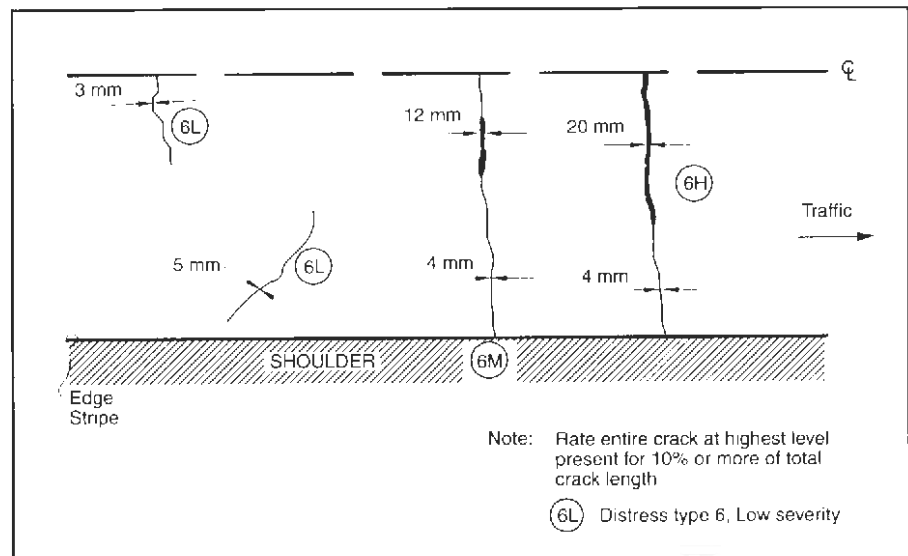 ℄
3 mm
6L
12 mm
20 mm
6H
Traffic
5 mm
6L
4 mm
4 mm
SHOULDER
6M
Edge
Stripe
Note: Rate entire crack at highest level
present for 10% or more of total
crack length
6L Distress type 6, Low severity